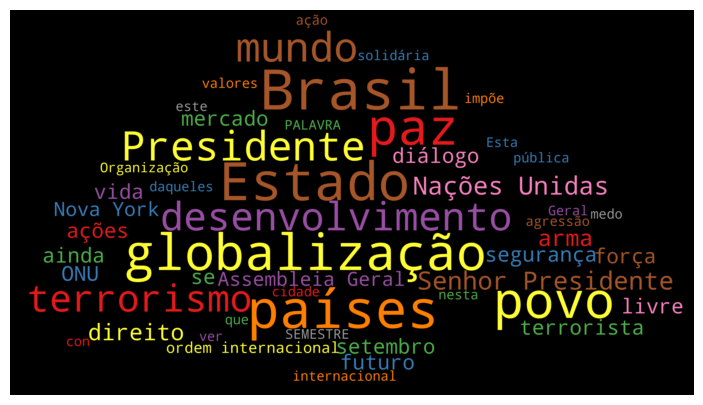 ação
mundo solidária
valores Brasil impõe
este mercado PALAVRA paz
Presidente diálogo Esta pública
Organização Estado Nações Unidas
vida daqueles
Nova York desenvolvimento Geral medo
ações agressão arma
ainda globalização segurança força
ONU se Assembleia Geral Senhor Presidente
terrorismo cidade países nesta povo livre
direito que SEMESTRE terrorista
con ver ordem internacional setembro
futuro
internacional